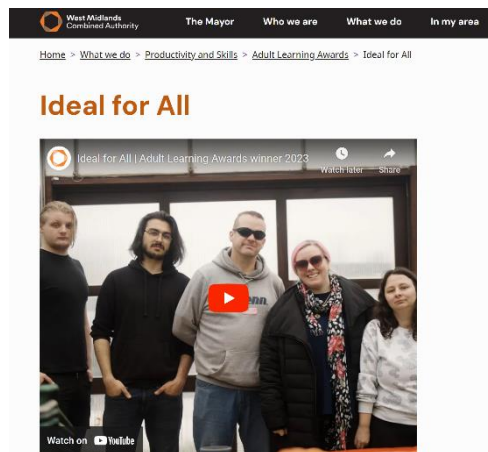 West Midlands
Combined Authority
The Mayor
Who we are
What we do
In my area
Home > What we do > Productivity and Skills > Adult Learning Awards > Ideal for All
Ideal for All
Ideal for All | Adult Learning Awards winner 2023
Watch later
Share
Watch on YouTube